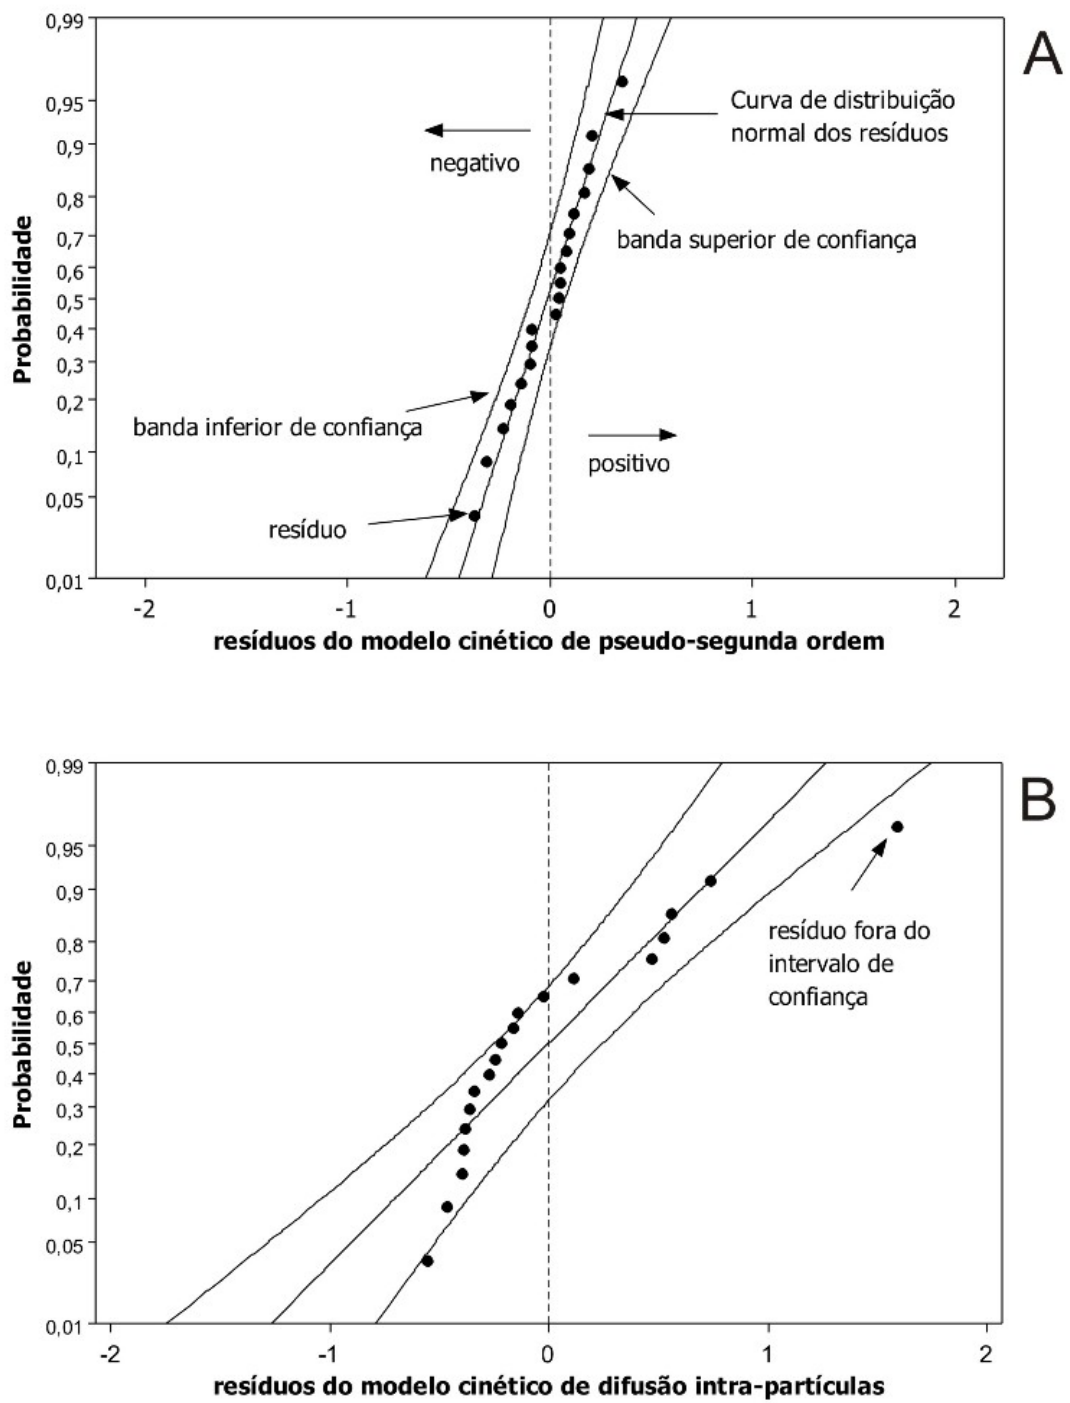 A
0,99
0,95
Curva de distribuição
normal dos resíduos
0,9
negativo
0,8
0,7
banda superior de confiança
0,6
0,5
Probabilidade
0,4
0,3
0,2
banda inferior de confiança
0,1
positivo
0,05
resíduo
0,01
-2 -1 0 1 2
resíduos do modelo cinético de pseudo-segunda ordem
B
0,99
0,95
0,9
resíduo fora do
intervalo de
confiança
0,8
0,7
0,6
0,5
Probabilidade
0,4
0,3
0,2
0,1
0,05
0,01
-2 -1 0 1 2
resíduos do modelo cinético de difusão intra-partículas